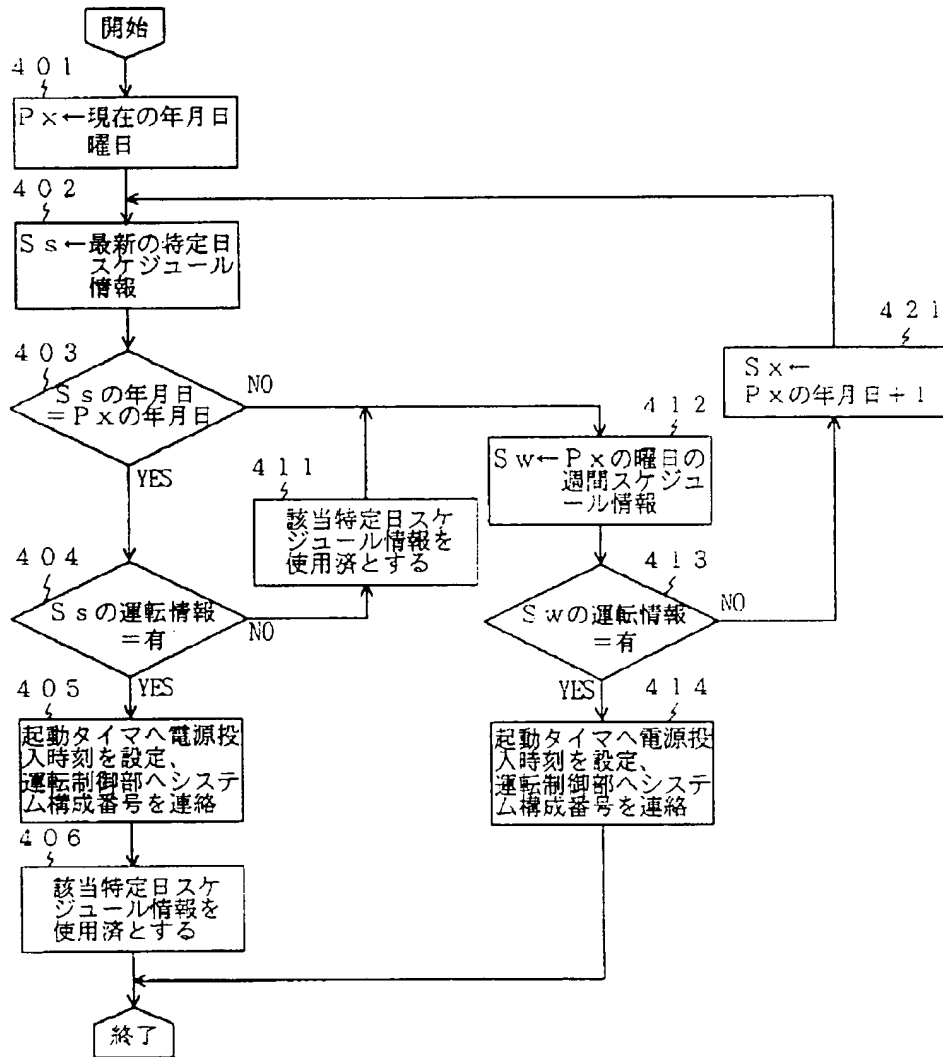 開始
401
Px←現在の年月日
曜日
402
Ss←最新の特定日
スケジュール
情報
403
Ssの年月日
=Pxの年月日
NO
YES
404
Ssの運転情報
=有
NO
YES
411
該当特定日スケ
ジュール情報を
使用済とする
405
起動タイマへ電源投
入時刻を設定、
運転制御部へシステ
ム構成番号を連絡
406
該当特定日スケ
ジュール情報を
使用済とする
412
Sw←Pxの曜日の
週間スケジュ
ール情報
413
Swの運転情報
=有
NO
YES
414
起動タイマへ電源投
入時刻を設定、
運転制御部へシステ
ム構成番号を連絡
421
Sx←
Pxの年月日+1
終了